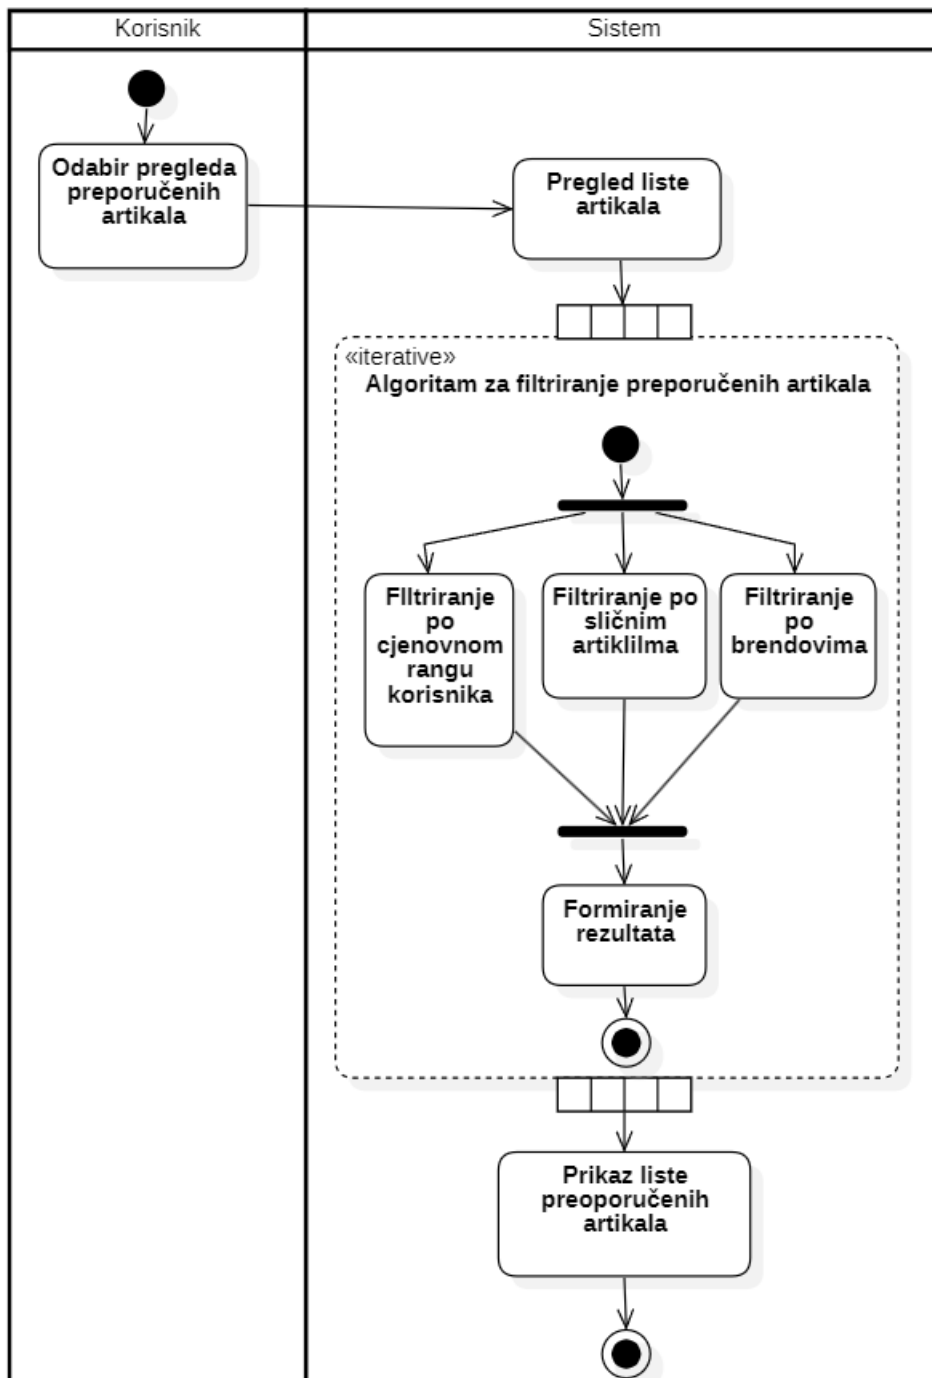 Korisnik
Sistem
Odabir pregleda
preporučenih
artikala
Pregled liste
artikala
«iterative»
Algoritam za filtriranje preporučenih artikala
FIltriranje
po
cjenovnom
rangu
korisnika
Filtriranje po
sličnim
artiklilma
Filtriranje
po
brendovima
Formiranje
rezultata
Prikaz liste
preoporučenih
artikala